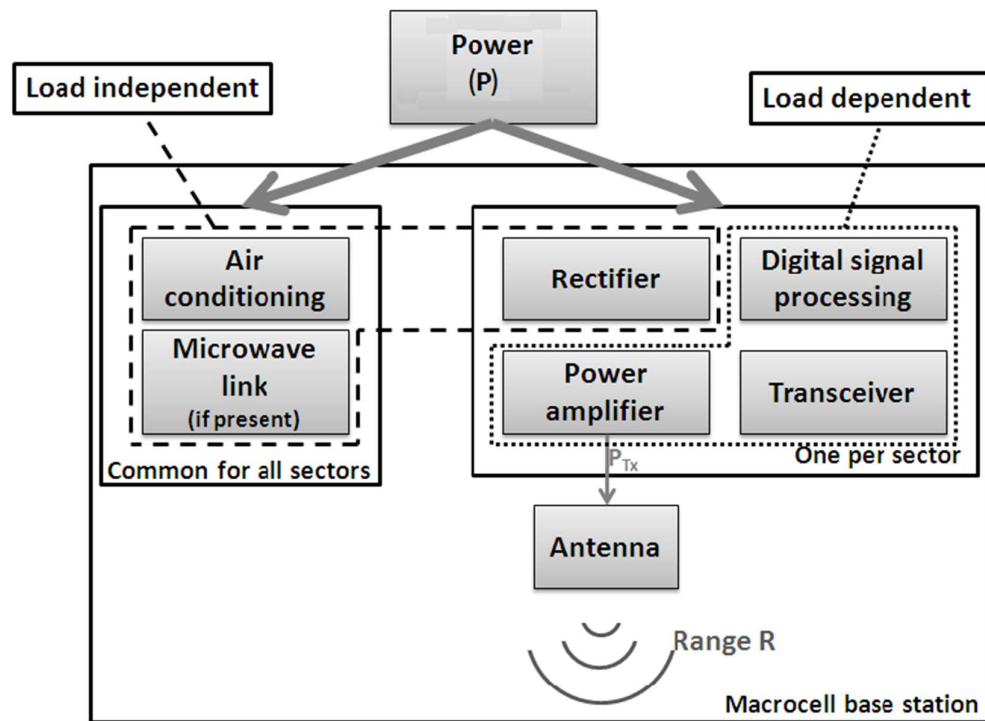 Power
(P)
Load independent
Load dependent
Air
conditioning
Microwave
link
(if present)
Common for all sectors
Rectifier
Digital signal
processing
Power
amplifier
Transceiver
One per sector
P_Tx
Antenna
Range R
Macrocell base station